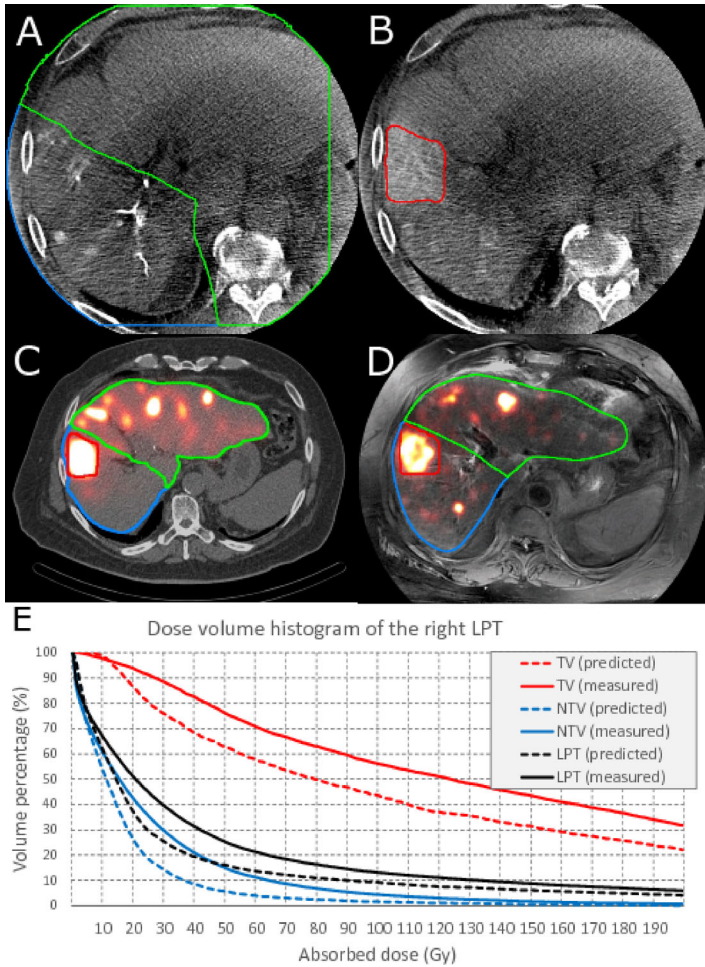 A
B
C
D
E
Dose volume histogram of the right LPT
Volume percentage (%)
100
90
80
70
60
50
40
30
20
10
0
TV (predicted)
TV (measured)
NTV (predicted)
NTV (measured)
LPT (predicted)
LPT (measured)
10 20 30 40 50 60 70 80 90 100 110 120 130 140 150 160 170 180 190
Absorbed dose (Gy)